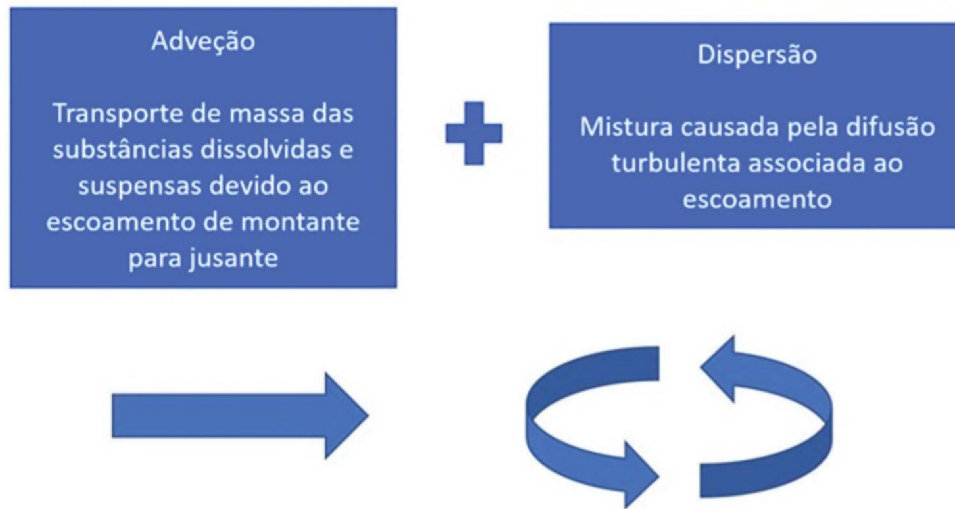 Adveção
Transporte de massa das
substâncias dissolvidas e
suspensas devido ao
escoamento de montante
para jusante
Dispersão
Mistura causada pela difusão
turbulenta associada ao
escoamento